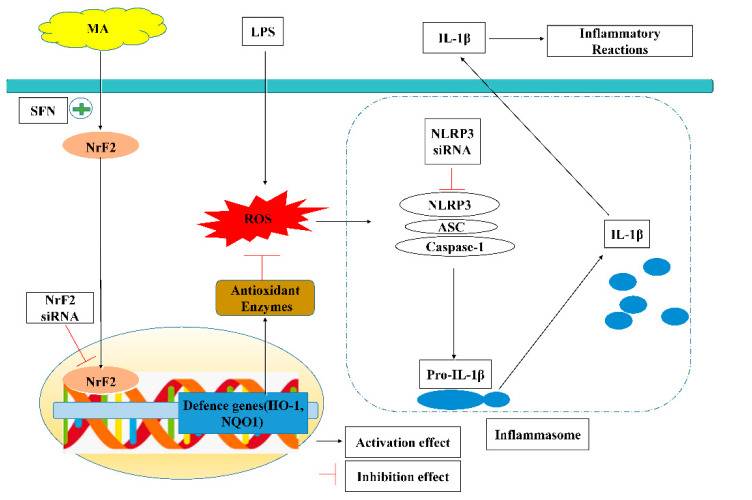 MA
LPS
IL-1β
Inflammatory
Reactions
SFN
NrF2
NLRP3
siRNA
NLRP3
ASC
Caspase-1
ROS
IL-1β
Antioxidant
Enzymes
NrF2
siRNA
NrF2
Pro-IL-1β
Defence genes(HO-1,
NQO1)
Inflammasome
Activation effect
Inhibition effect